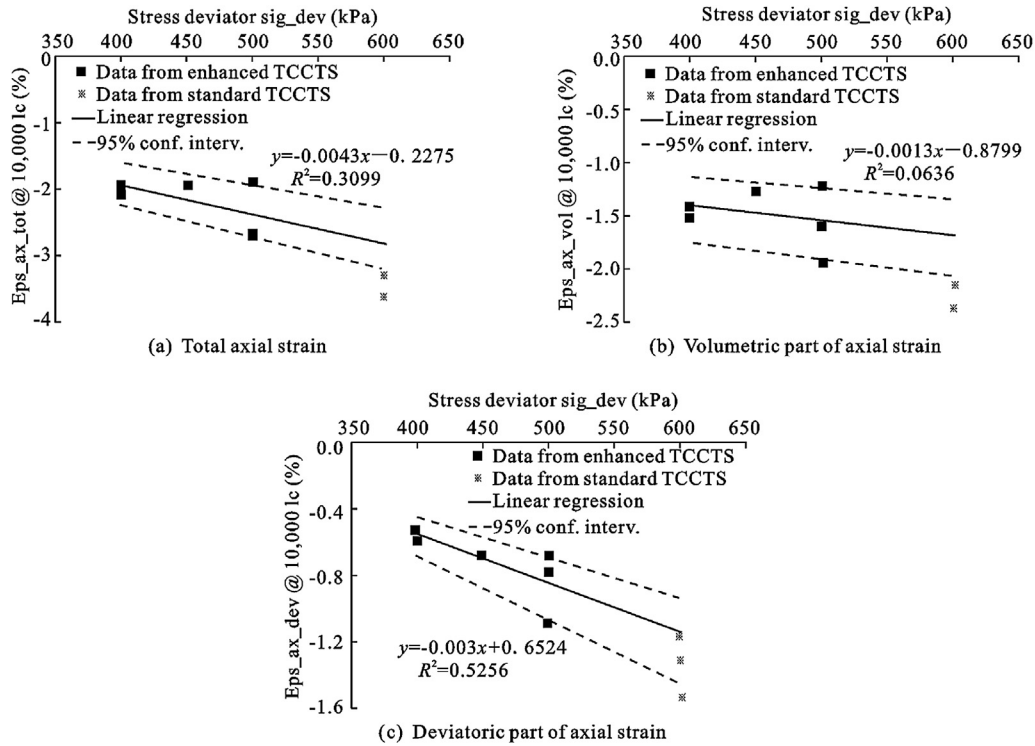 Stress deviator sig_dev (kPa)
350 400 450 500 550 600 650
0
-1
-2
-3
-4
Eps_ax_tot @ 10,000 lc (%)
Data from enhanced TCCTS
Data from standard TCCTS
Linear regression
95% conf. interv.
y=-0.0043x-0.2275
R²=0.3099
(a) Total axial strain
Stress deviator sig_dev (kPa)
350 400 450 500 550 600 650
0.0
-0.5
-1.0
-1.5
-2.0
-2.5
Eps_ax_vol @ 10,000 lc (%)
Data from enhanced TCCTS
Data from standard TCCTS
Linear regression
95% conf. interv.
y=-0.0013x-0.8799
R²=0.0636
(b) Volumetric part of axial strain
Stress deviator sig_dev (kPa)
350 400 450 500 550 600 650
0.0
-0.4
-0.8
-1.2
-1.6
Eps_ax_dev @ 10,000 lc (%)
Data from enhanced TCCTS
Data from standard TCCTS
Linear regression
95% conf. interv.
y=-0.003x+0.6524
R²=0.5256
(c) Deviatoric part of axial strain